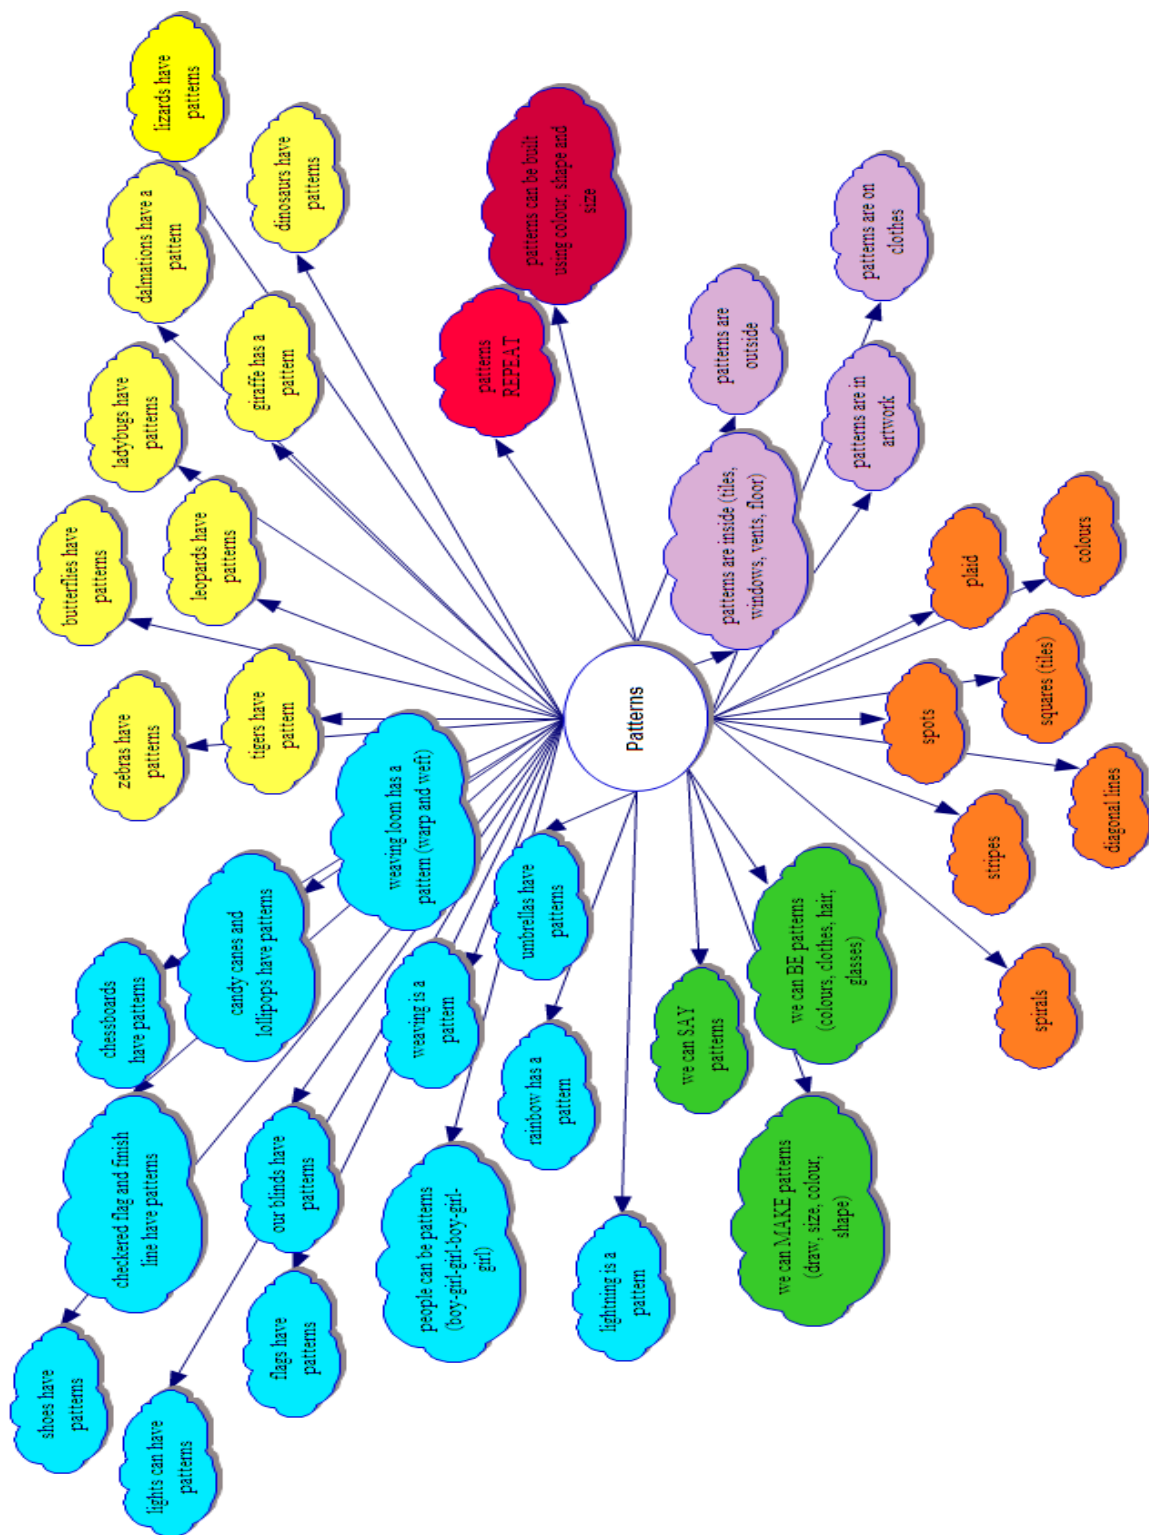 shoes have
patterns
lights can have
patterns
checkered flag and finish
line have patterns
flags have
patterns
our blinds have
patterns
chessboards
have patterns
candy canes and
lollipops have patterns
people can be patterns
(boy-girl-girl-boy-girl-
girl)
weaving is a
pattern
weaving loom has a
pattern (warp and weft)
rainbow has a
pattern
umbrellas have
patterns
lightning is a
pattern
zebras have
patterns
tigers have
pattern
butterflies have
patterns
leopards have
patterns
ladybugs have
patterns
giraffe has a
pattern
dalmations have a
pattern
lizards have
patterns
dinosaurs have
patterns
patterns
REPEAT
patterns can be built
using colour, shape and
size
Patterns
patterns are inside (tiles,
windows, vents, floor)
patterns are
outside
patterns are in
artwork
patterns are on
clothes
we can SAY
patterns
we can BE patterns
(colours, clothes, hair,
glasses)
we can MAKE patterns
(draw, size, colour,
shape)
spirals
stripes
diagonal lines
spots
squares (tiles)
plaid
colours